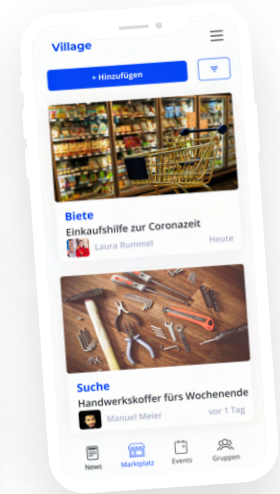 Village
+ Hinzufügen
Biete
Einkaufshilfe zur Coronazeit
Laura Rummel
Heute
Suche
Handwerkskoffer fürs Wochenende
Manuel Meier
vor 1 Tag
News
Marktplatz
Events
Gruppen